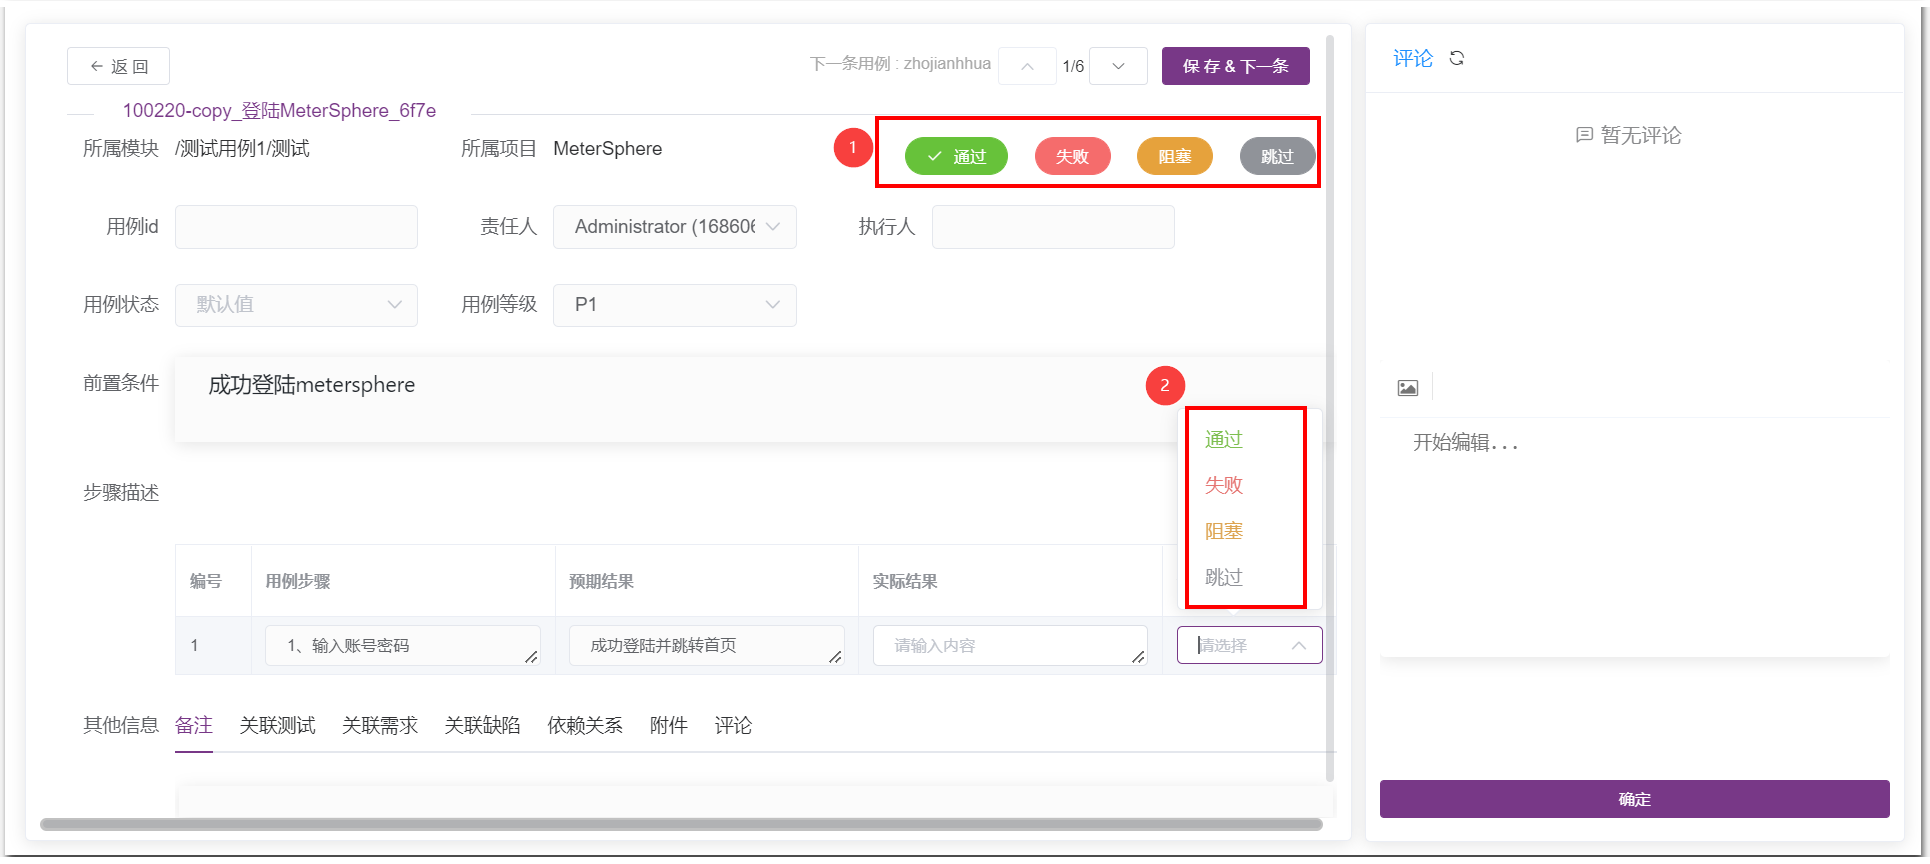 返 回
下一条用例 : zhojianhhua
1/6
保 存 & 下一条
100220-copy_登陆MeterSphere_6f7e
所属模块 /测试用例1/测试
所属项目 MeterSphere
1
通过
失败
阻塞
跳过
用例id
责任人 Administrator (16860
执行人
用例状态 默认值
用例等级 P1
前置条件 成功登陆metersphere
2
通过
失败
阻塞
跳过
步骤描述
编号 用例步骤 预期结果 实际结果
1 1、输入账号密码 成功登陆并跳转首页 请输入内容 请选择
其他信息 备注 关联测试 关联需求 关联缺陷 依赖关系 附件 评论
评论
暂无评论
开始编辑...
确定